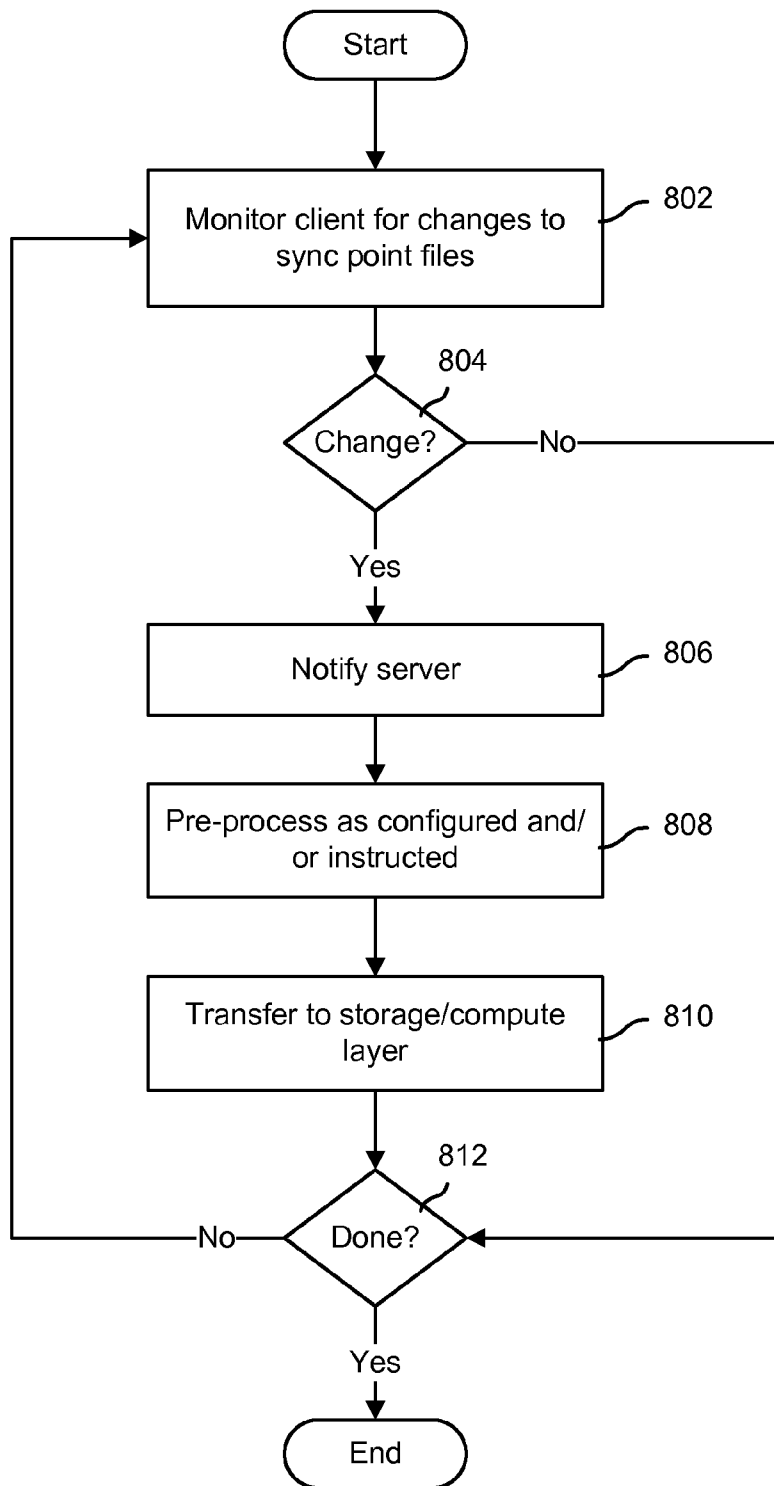 Start
Monitor client for changes to
sync point files
802
804
Change?
No
Yes
Notify server
806
Pre-process as configured and/
or instructed
808
Transfer to storage/compute
layer
810
812
Done?
No
Yes
End